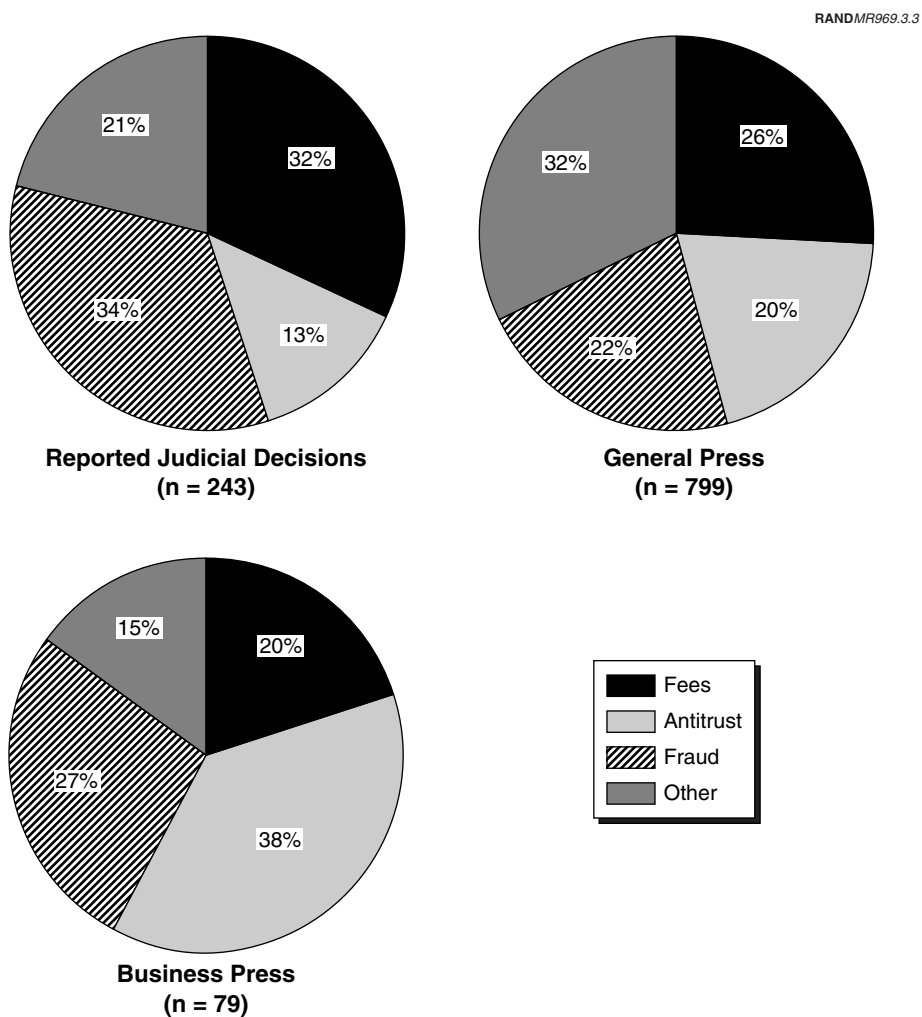 RANDMR969.3.3
21%
32%
34%
13%
Reported Judicial Decisions
(n = 243)
26%
32%
20%
22%
General Press
(n = 799)
15%
20%
27%
38%
Business Press
(n = 79)
Fees
Antitrust
Fraud
Other